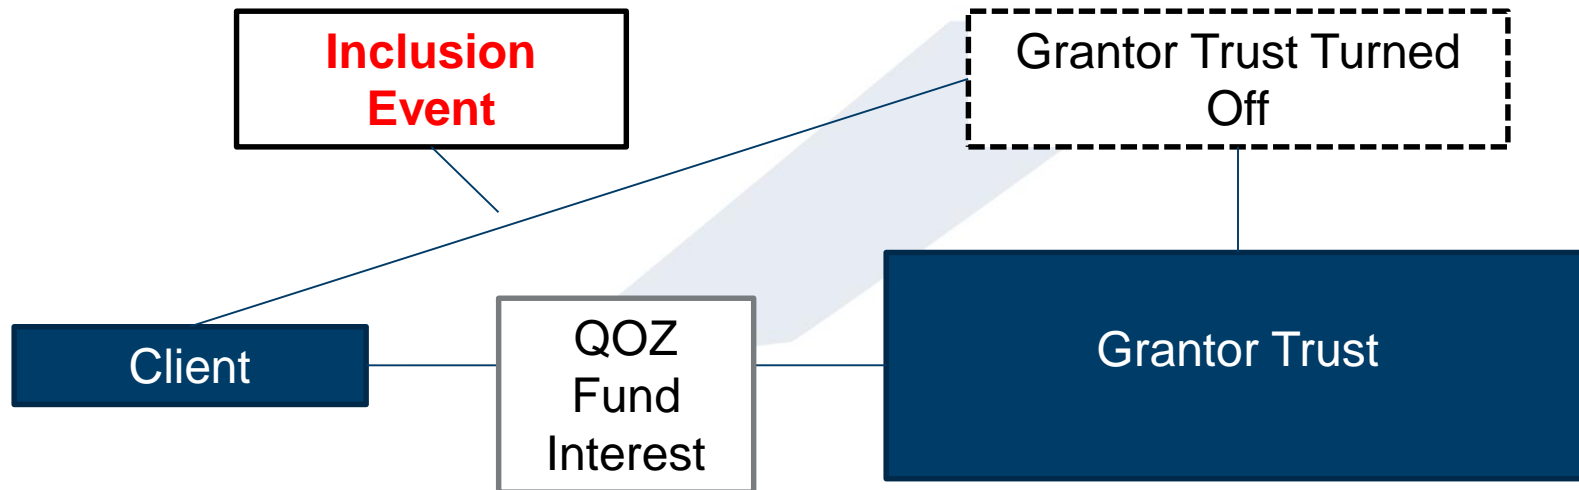 Inclusion
Event
Grantor Trust Turned
Off
Client
QOZ
Fund
Interest
Grantor Trust